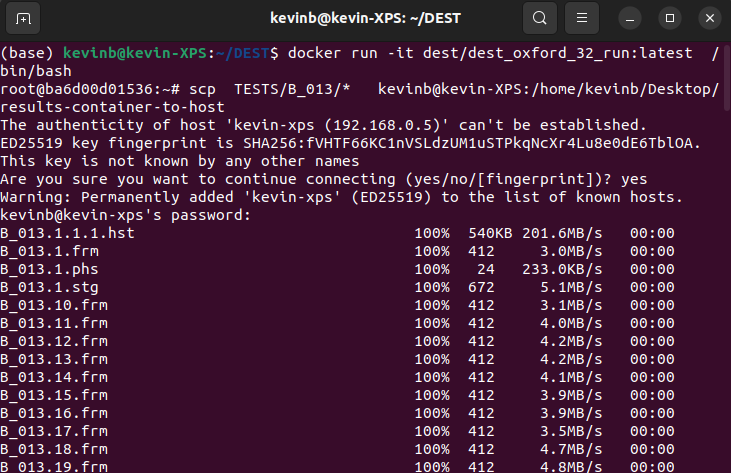 kevinb@kevin-XPS: ~/DEST
(base) kevinb@kevin-XPS:~/DEST$ docker run -it dest/dest_oxford_32_run:latest  /
bin/bash
root@ba6d00d01536:~# scp  TESTS/B_013/*   kevinb@kevin-XPS:/home/kevinb/Desktop/
results-container-to-host
The authenticity of host 'kevin-xps (192.168.0.5)' can't be established.
ED25519 key fingerprint is SHA256:fVHTF66KC1nVSLdzUM1uSTPkqNcXr4Lu8e0dE6TblOA.
This key is not known by any other names
Are you sure you want to continue connecting (yes/no/[fingerprint])? yes
Warning: Permanently added 'kevin-xps' (ED25519) to the list of known hosts.
kevinb@kevin-xps's password:
B_013.1.1.1.hst 100% 540KB 201.6MB/s 00:00
B_013.1.frm 100% 412 3.0MB/s 00:00
B_013.1.phs 100% 24 233.0KB/s 00:00
B_013.1.stg 100% 672 5.1MB/s 00:00
B_013.10.frm 100% 412 3.1MB/s 00:00
B_013.11.frm 100% 412 4.0MB/s 00:00
B_013.12.frm 100% 412 4.2MB/s 00:00
B_013.13.frm 100% 412 4.2MB/s 00:00
B_013.14.frm 100% 412 4.1MB/s 00:00
B_013.15.frm 100% 412 3.9MB/s 00:00
B_013.16.frm 100% 412 3.9MB/s 00:00
B_013.17.frm 100% 412 3.5MB/s 00:00
B_013.18.frm 100% 412 4.7MB/s 00:00
B_013.19.frm 100% 412 4.8MB/s 00:00